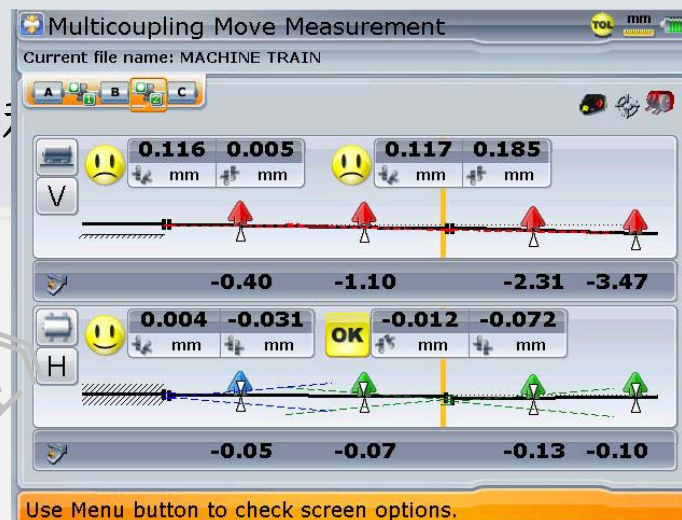 Multicoupling Move Measurement
TOL mm
Current file name: MACHINE TRAIN
A 1 B 2 C
0.116 0.005 0.117 0.185
mm mm mm mm
V
-0.40 -1.10 -2.31 -3.47
0.004 -0.031 OK -0.012 -0.072
mm mm mm mm
H
-0.05 -0.07 -0.13 -0.10
Use Menu button to check screen options.